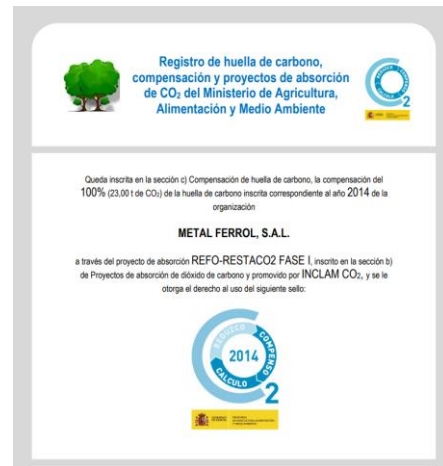 Registro de huella de carbono,
compensación y proyectos de absorción
de CO₂ del Ministerio de Agricultura,
Alimentación y Medio Ambiente
2
Queda inscrita en la sección c) Compensación de huella de carbono, la compensación del
100% (23,00 t de CO₂) de la huella de carbono inscrita correspondiente al año 2014 de la
organización
METAL FERROL, S.A.L.
a través del proyecto de absorción REFO-RESTACO2 FASE I, inscrito en la sección b)
de Proyectos de absorción de dióxido de carbono y promovido por INCLAM CO₂, y se le
otorga el derecho al uso del siguiente sello:
REDUZCO COMPENSO
2014
CALCULO
2